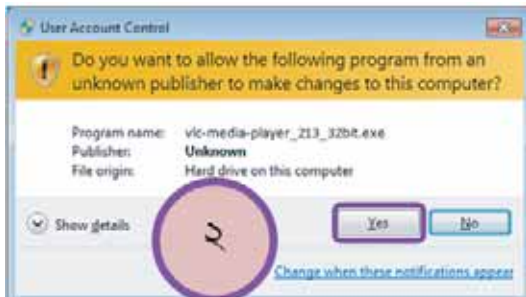 User Account Control
Do you want to allow the following program from an
unknown publisher to make changes to this computer?
Program name: vlc-media-player_213_32bit.exe
Publisher: Unknown
File origin: Hard drive on this computer
Show details
২
Yes
No
Change when these notifications appear